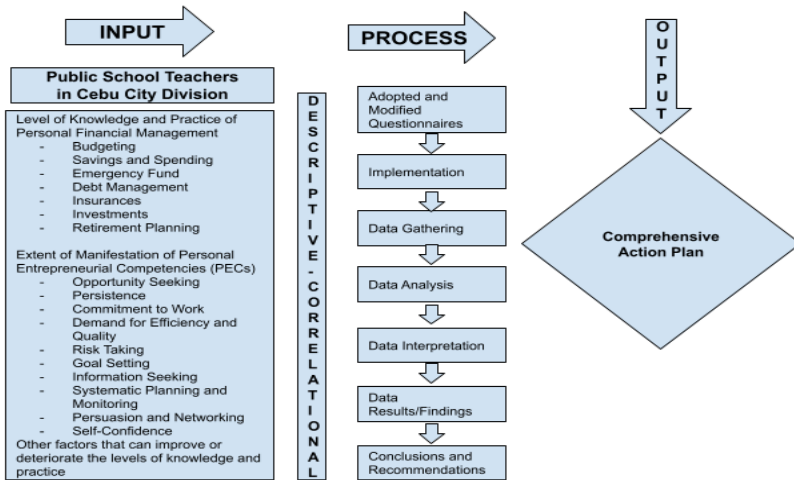 INPUT
Public School Teachers
in Cebu City Division
Level of Knowledge and Practice of
Personal Financial Management
- Budgeting
- Savings and Spending
- Emergency Fund
- Debt Management
- Insurances
- Investments
- Retirement Planning
Extent of Manifestation of Personal
Entrepreneurial Competencies (PECs)
- Opportunity Seeking
- Persistence
- Commitment to Work
- Demand for Efficiency and
Quality
- Risk Taking
- Goal Setting
- Information Seeking
- Systematic Planning and
Monitoring
- Persuasion and Networking
- Self-Confidence
Other factors that can improve or
deteriorate the levels of knowledge and
practice
DESCRIPTIVE-CORRELATIONAL
PROCESS
Adopted and
Modified
Questionnaires
Implementation
Data Gathering
Data Analysis
Data Interpretation
Data
Results/Findings
Conclusions and
Recommendations
OUTPUT
Comprehensive
Action Plan